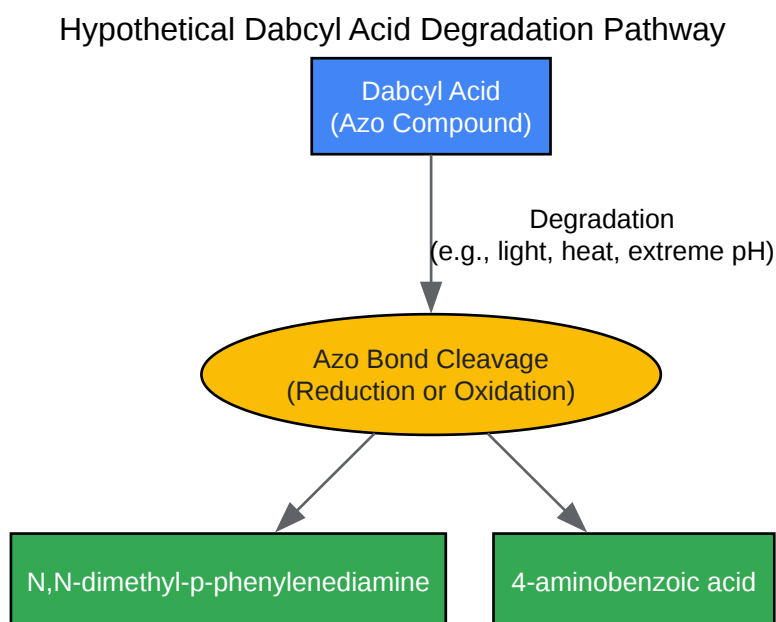 Hypothetical Dabcyl Acid Degradation Pathway
Dabcyl Acid
(Azo Compound)
Degradation
(e.g., light, heat, extreme pH)
Azo Bond Cleavage
(Reduction or Oxidation)
N,N-dimethyl-p-phenylenediamine
4-aminobenzoic acid